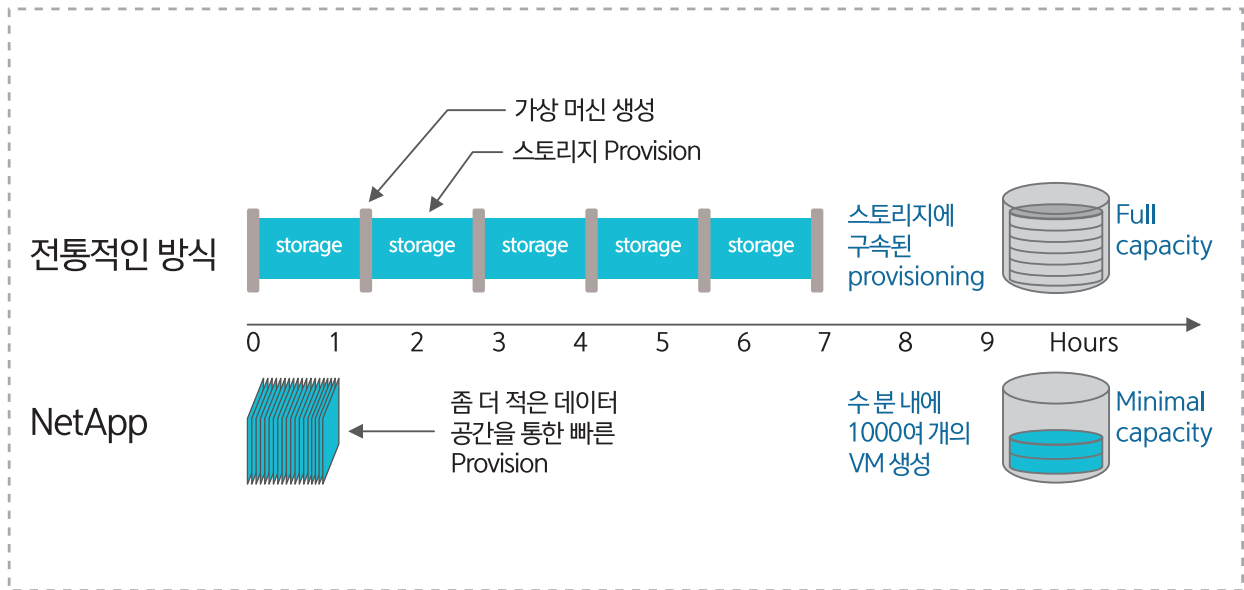 가상 머신 생성
스토리지 Provision
전통적인 방식
storage storage storage storage storage
스토리지에
구속된
provisioning
Full
capacity
0 1 2 3 4 5 6 7 8 9 Hours
NetApp
좀 더 적은 데이터
공간을 통한 빠른
Provision
수 분 내에
1000여 개의
VM 생성
Minimal
capacity